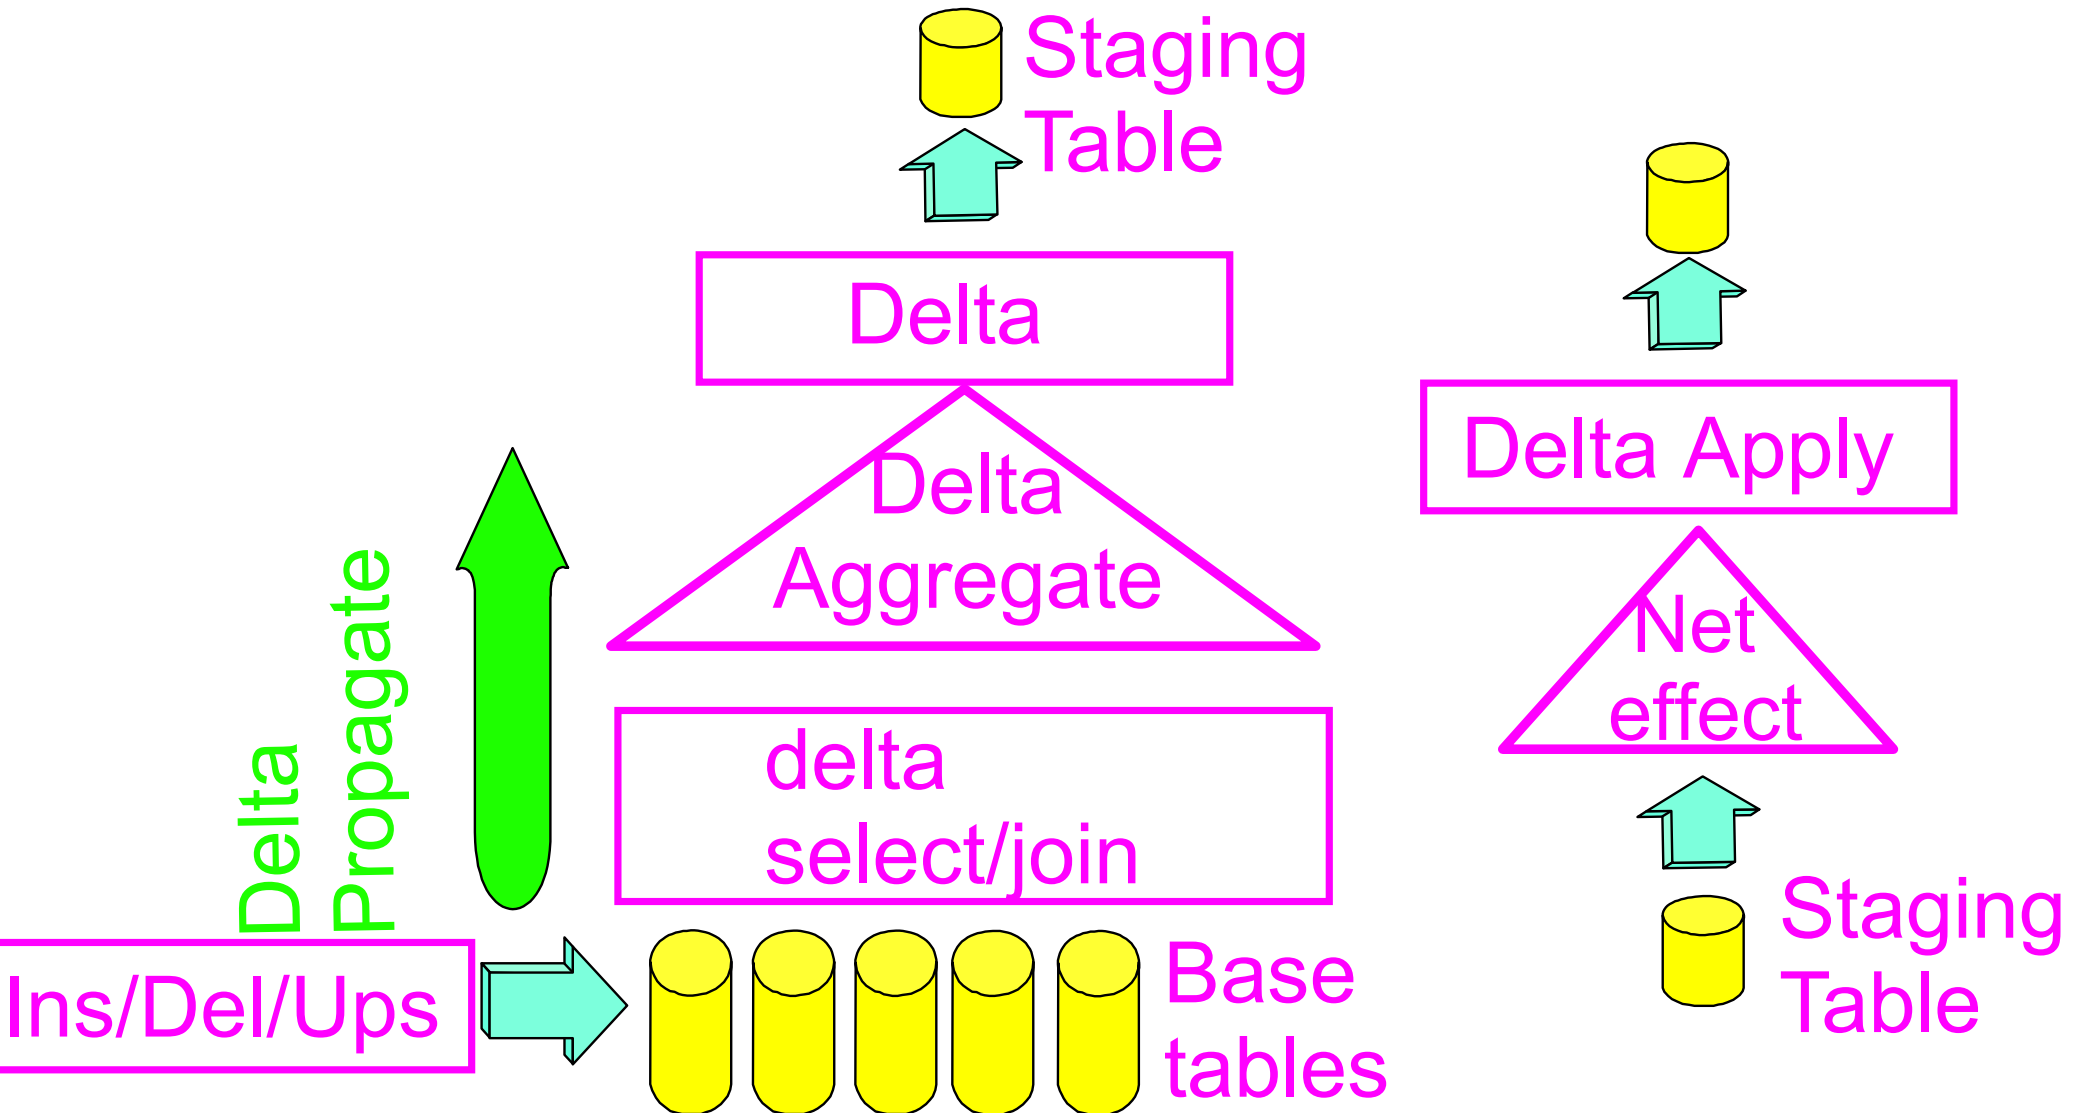 Staging
Table
Delta
Delta
Aggregate
delta
select/join
Delta
Propagate
Ins/Del/Ups
Base
tables
Delta Apply
Net
effect
Staging
Table